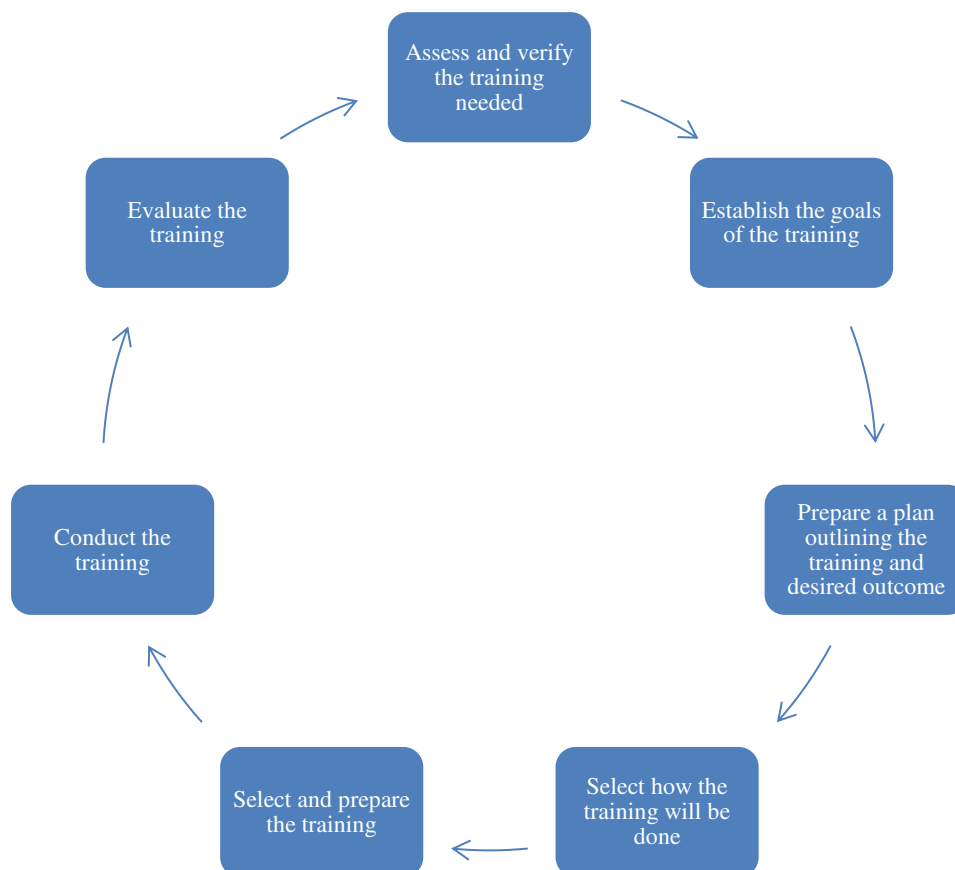 Assess and verify
the training
needed
Establish the goals
of the training
Prepare a plan
outlining the
training and
desired outcome
Select how the
training will be
done
Select and prepare
the training
Conduct the
training
Evaluate the
training